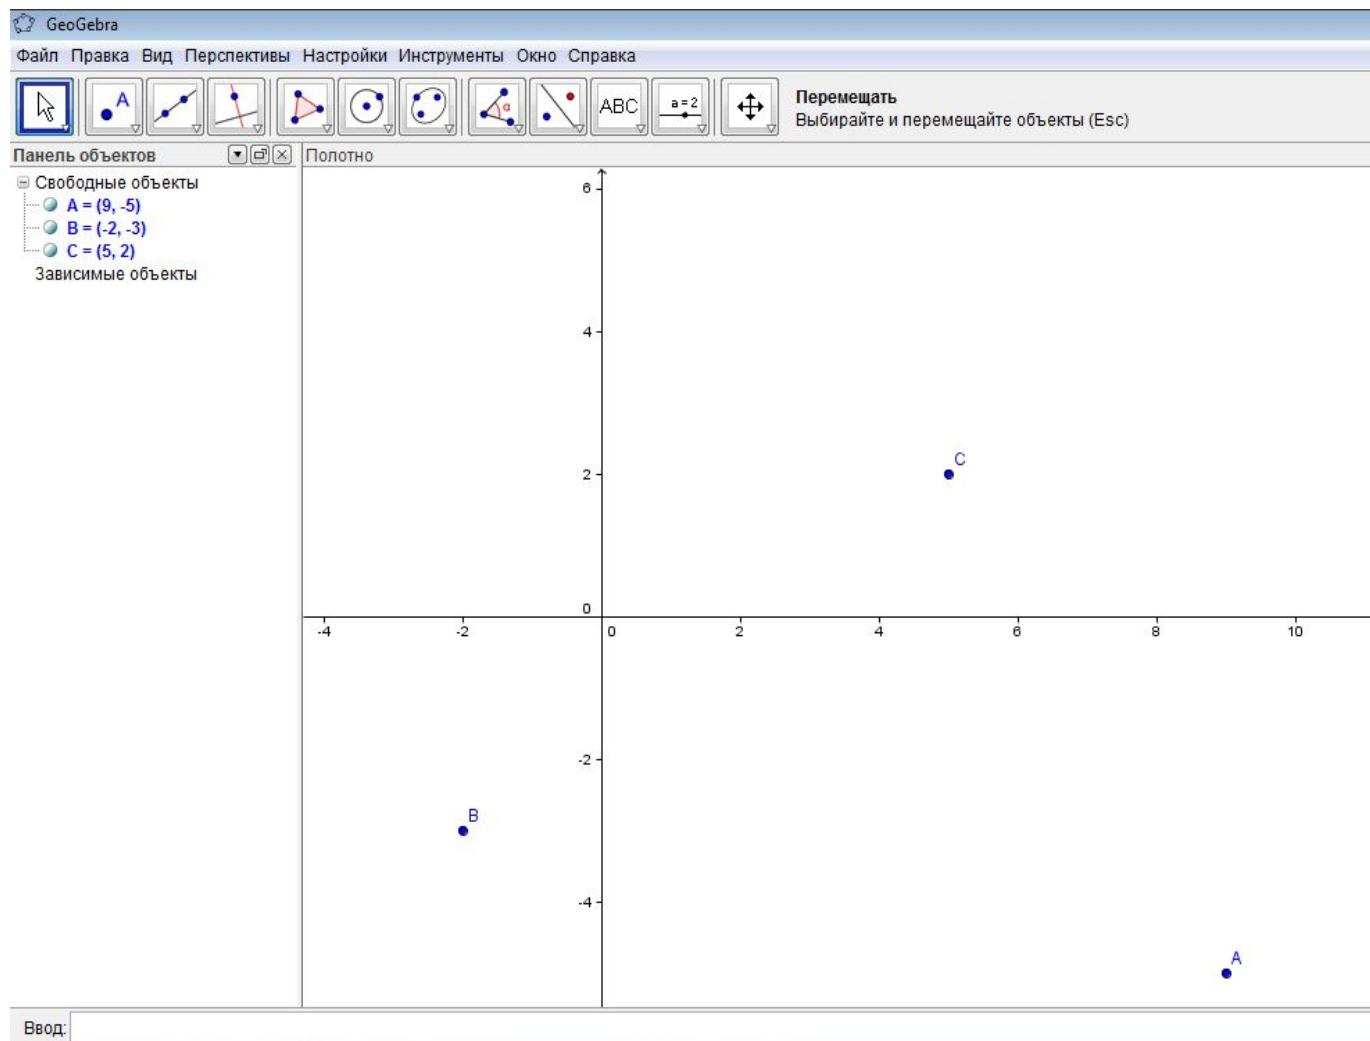 GeoGebra
Файл Правка Вид Перспективы Настройки Инструменты Окно Справка
A
α
ABC
a=2
Перемещать
Выбирайте и перемещайте объекты (Esc)
Панель объектов
Полотно
Свободные объекты
A = (9, -5)
B = (-2, -3)
C = (5, 2)
Зависимые объекты
6
4
C
2
0
-4 -2 0 2 4 6 8 10
-2
B
-4
A
Ввод: